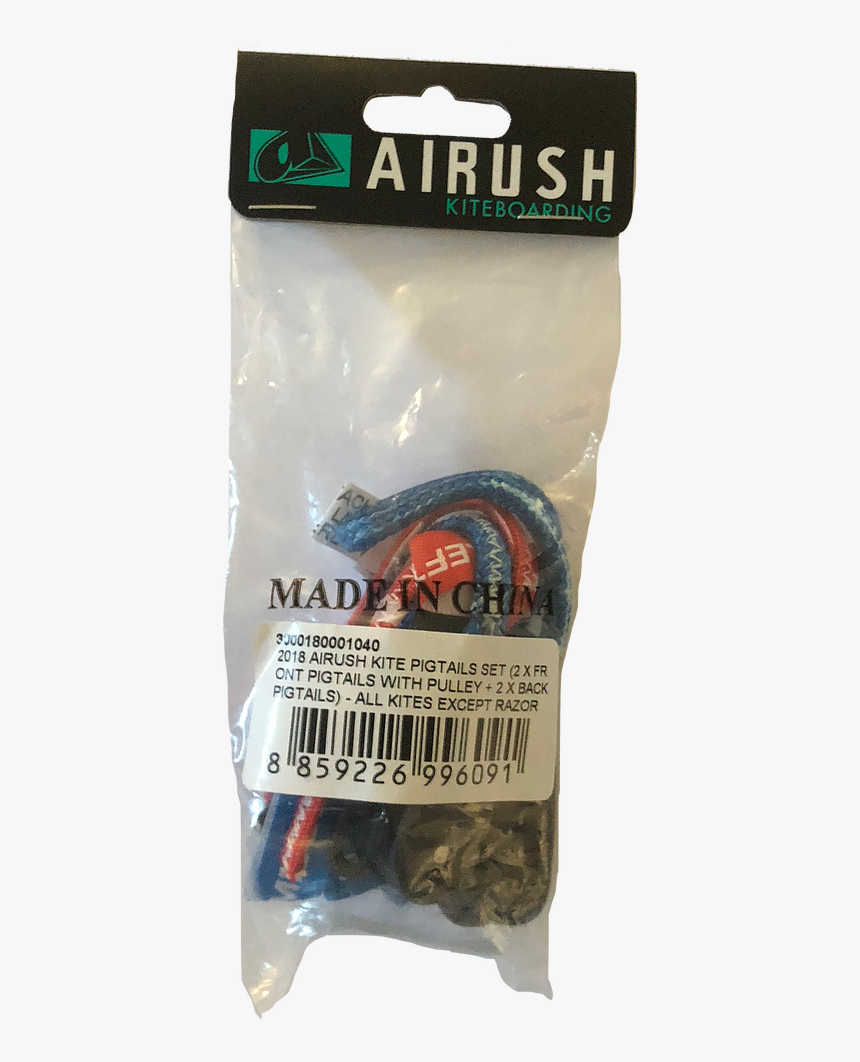 AIRUSH
KITEBOARDING
MADE IN CHINA
3000180001040
2018 AIRUSH KITE PIGTAILS SET (2 X FR
ONT PIGTAILS WITH PULLEY + 2 X BACK
PIGTAILS) - ALL KITES EXCEPT RAZOR
8 859226 996091